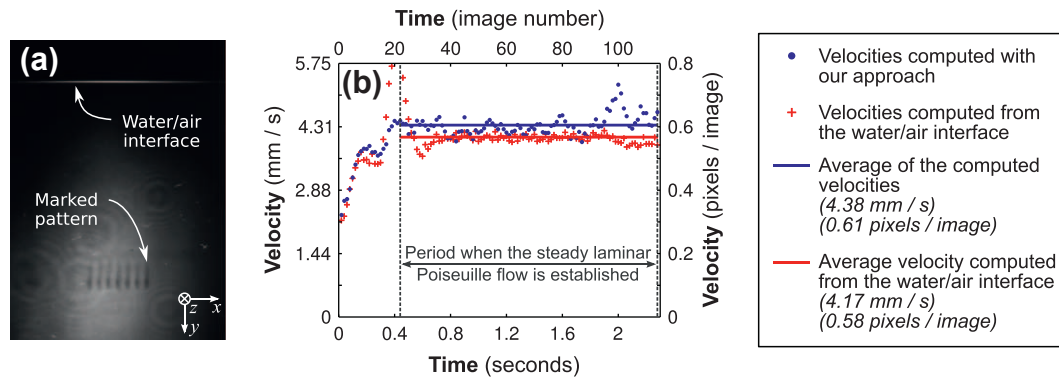 (a)
Water/air
interface
Marked
pattern
z
x
y
Time (image number)
0 20 40 60 80 100
(b)
Velocity (mm / s)
5.75
4.31
2.88
1.44
0
Velocity (pixels / image)
0.8
0.6
0.4
0.2
0
Period when the steady laminar
Poiseuille flow is established
0 0.4 0.8 1.2 1.6 2
Time (seconds)
Velocities computed with
our approach
Velocities computed from
the water/air interface
Average of the computed
velocities
(4.38 mm / s)
(0.61 pixels / image)
Average velocity computed
from the water/air interface
(4.17 mm / s)
(0.58 pixels / image)